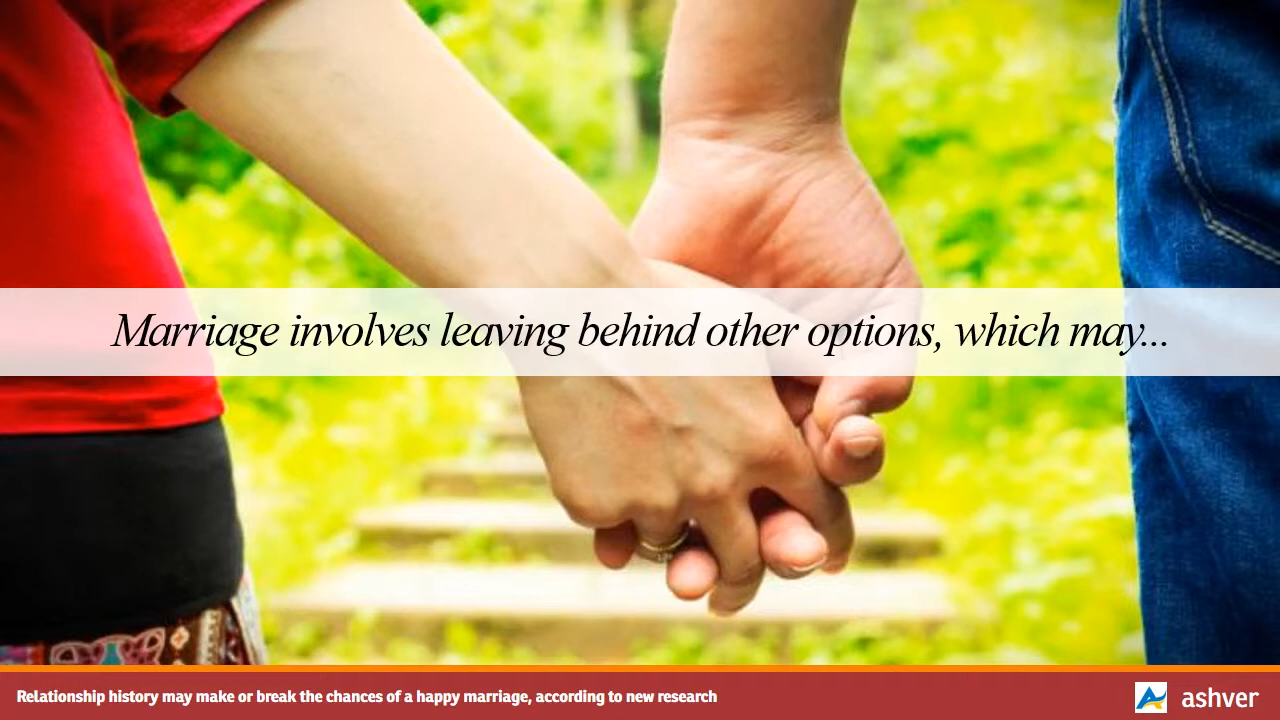 Marriage involves leaving behind other options, which may...
Relationship history may make or break the chances of a happy marriage, according to new research
ashver